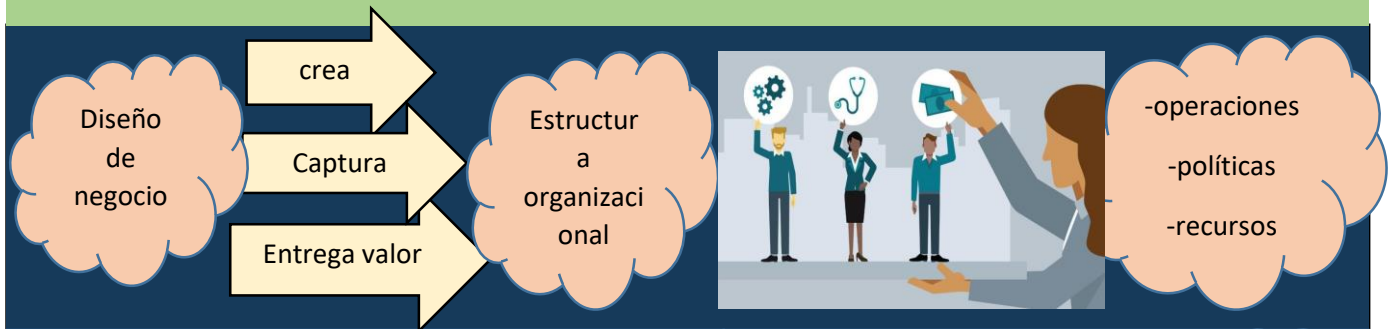 Diseño
de
negocio
crea
Captura
Entrega valor
Estructur
a
organizaci
onal
-operaciones
-políticas
-recursos